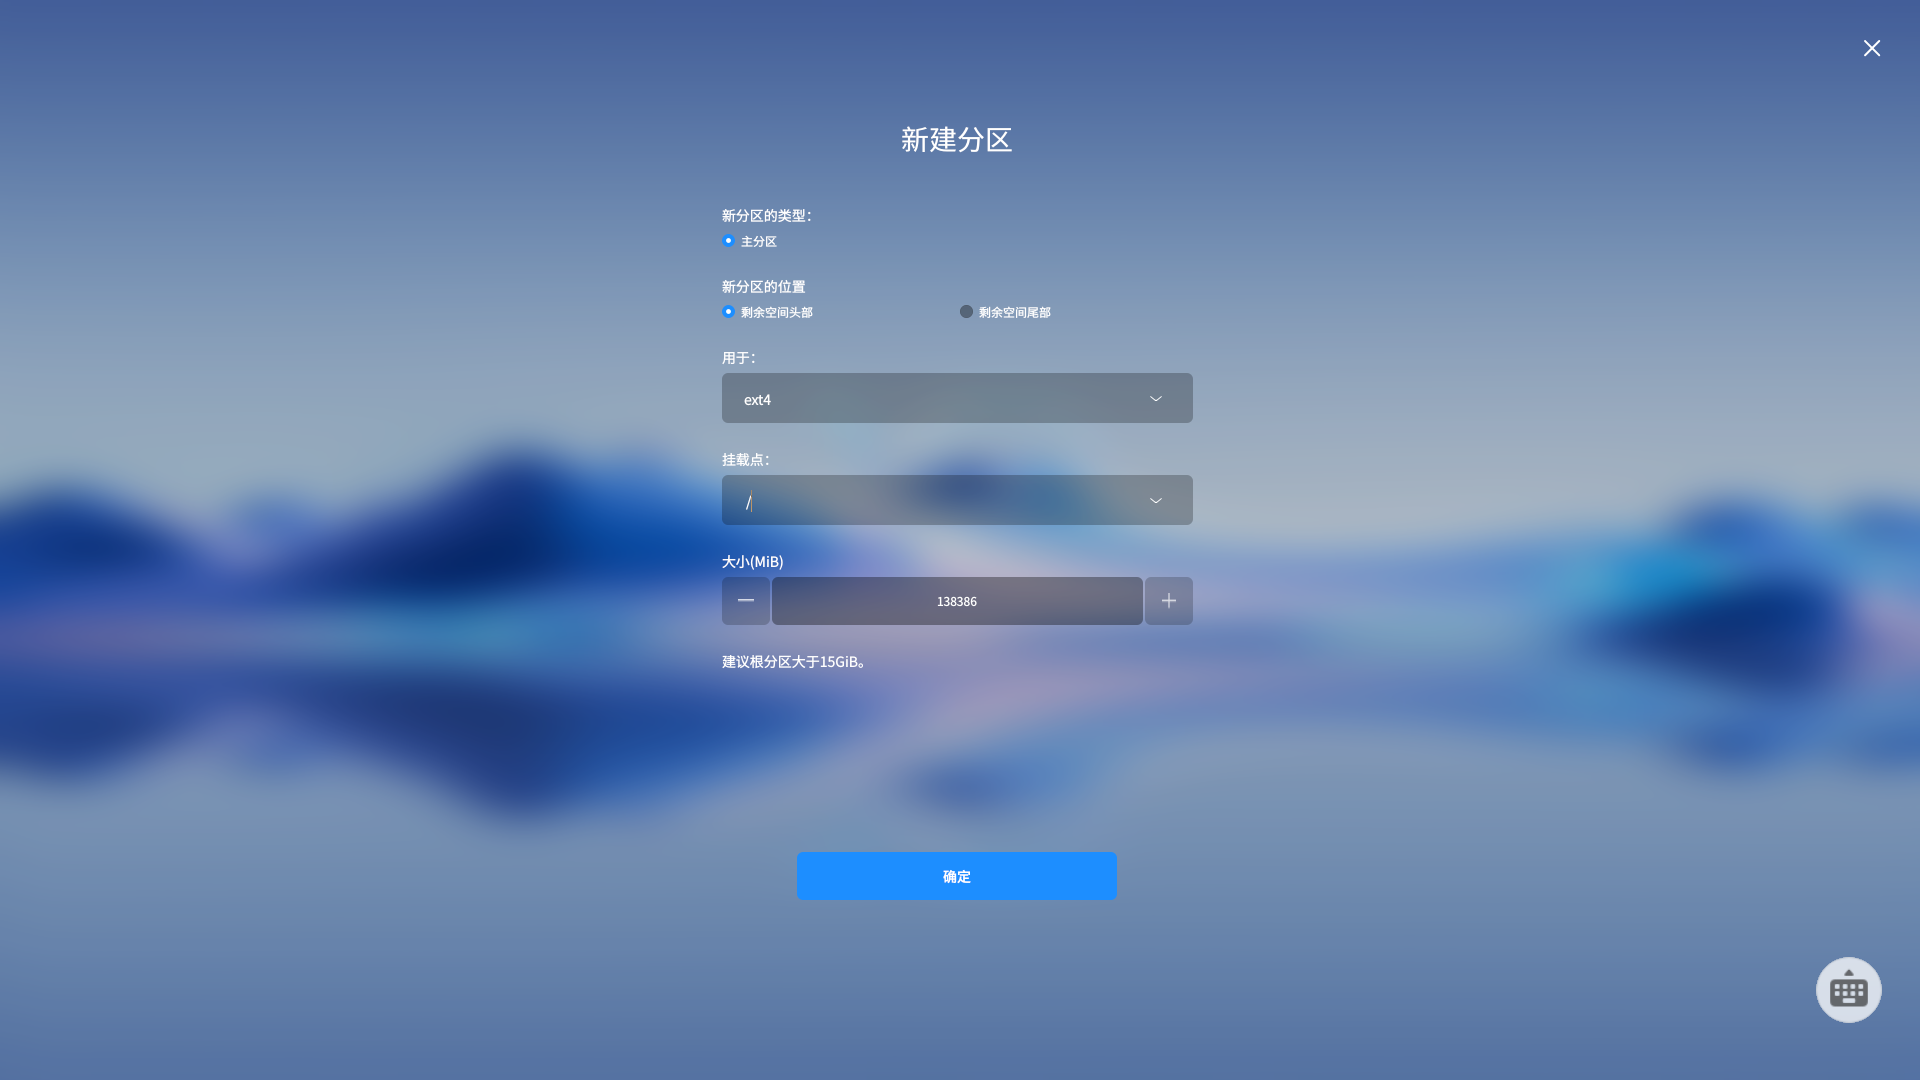 新建分区
新分区的类型：
主分区
新分区的位置
剩余空间头部
剩余空间尾部
用于：
ext4
挂载点：
/
大小(MiB)
138386
建议根分区大于15GiB。
确定